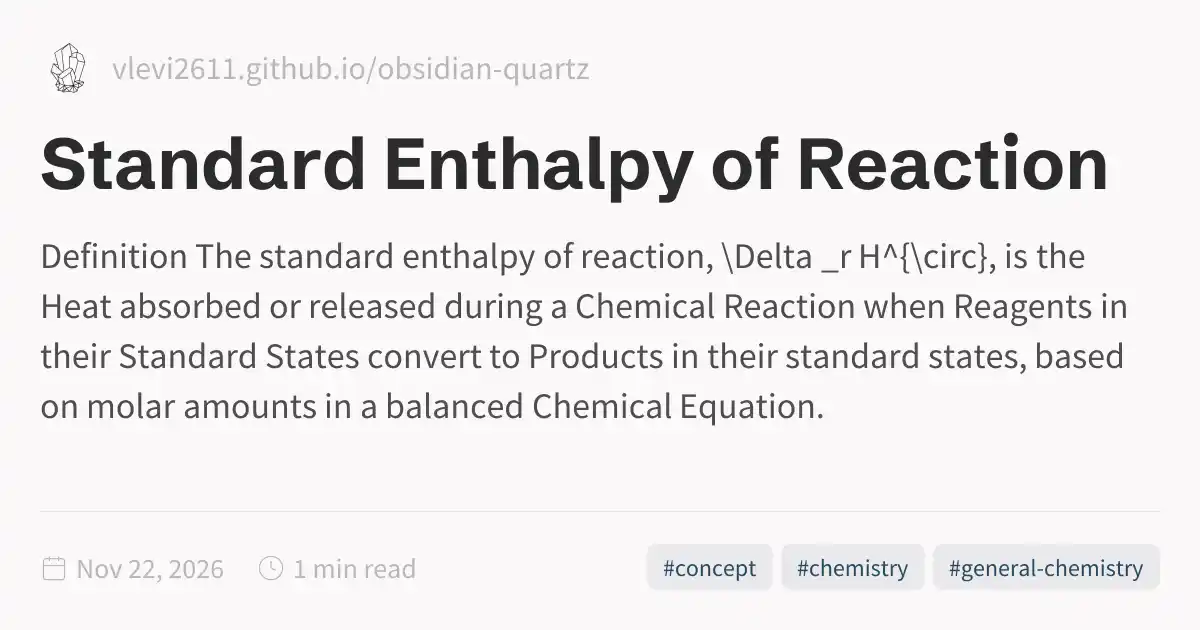 vlevi2611.github.io/obsidian-quartz
Standard Enthalpy of Reaction
Definition The standard enthalpy of reaction, \Delta _r H^{\circ}, is the
Heat absorbed or released during a Chemical Reaction when Reagents in
their Standard States convert to Products in their standard states, based
on molar amounts in a balanced Chemical Equation.
Nov 22, 2026 1 min read #concept #chemistry #general-chemistry